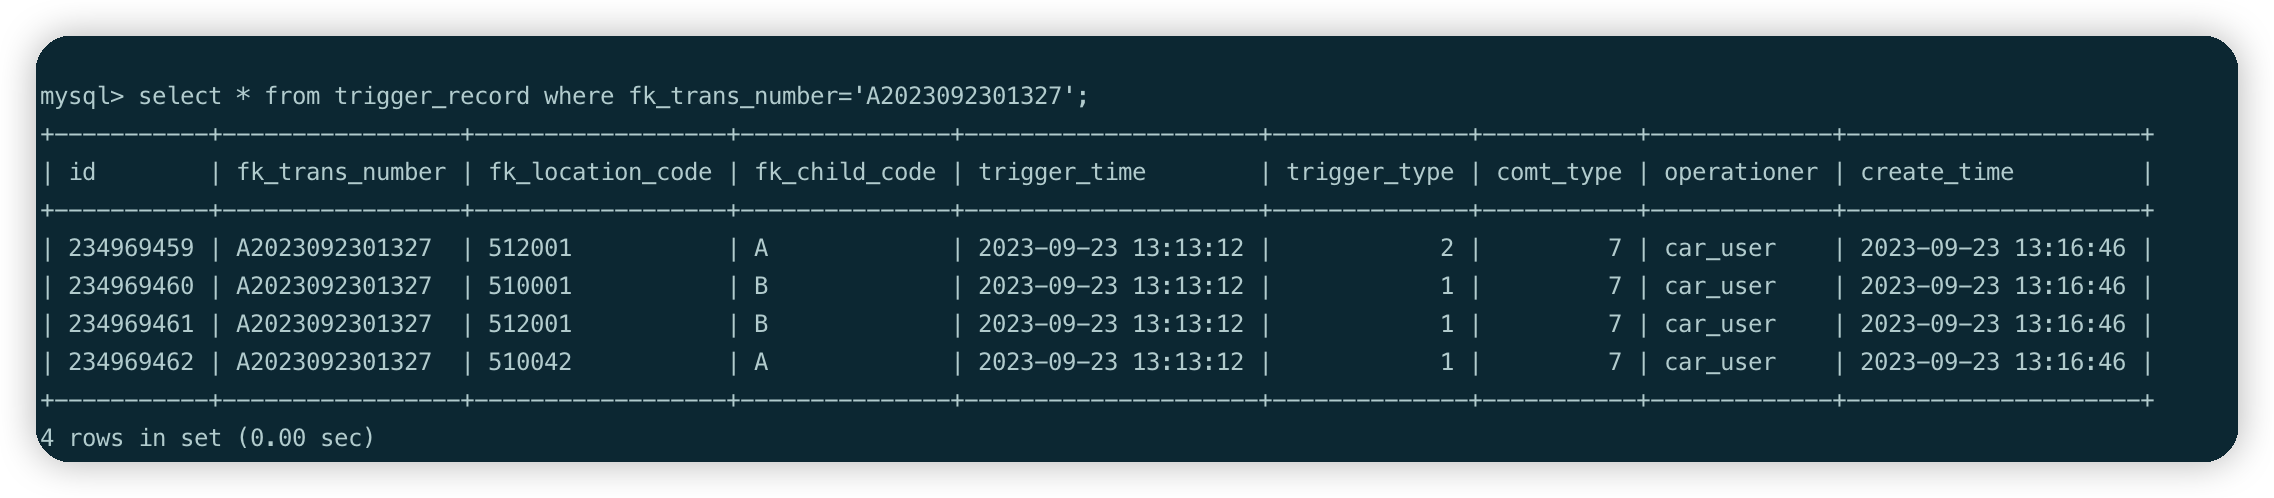 mysql> select * from trigger_record where fk_trans_number='A2023092301327';
+-----------+-----------------+------------------+---------------+---------------------+--------------+-----------+-------------+---------------------+
| id        | fk_trans_number | fk_location_code | fk_child_code | trigger_time        | trigger_type | comt_type | operationer | create_time         |
+-----------+-----------------+------------------+---------------+---------------------+--------------+-----------+-------------+---------------------+
| 234969459 | A2023092301327  | 512001           | A             | 2023-09-23 13:13:12 |            2 |         7 | car_user    | 2023-09-23 13:16:46 |
| 234969460 | A2023092301327  | 510001           | B             | 2023-09-23 13:13:12 |            1 |         7 | car_user    | 2023-09-23 13:16:46 |
| 234969461 | A2023092301327  | 512001           | B             | 2023-09-23 13:13:12 |            1 |         7 | car_user    | 2023-09-23 13:16:46 |
| 234969462 | A2023092301327  | 510042           | A             | 2023-09-23 13:13:12 |            1 |         7 | car_user    | 2023-09-23 13:16:46 |
+-----------+-----------------+------------------+---------------+---------------------+--------------+-----------+-------------+---------------------+
4 rows in set (0.00 sec)